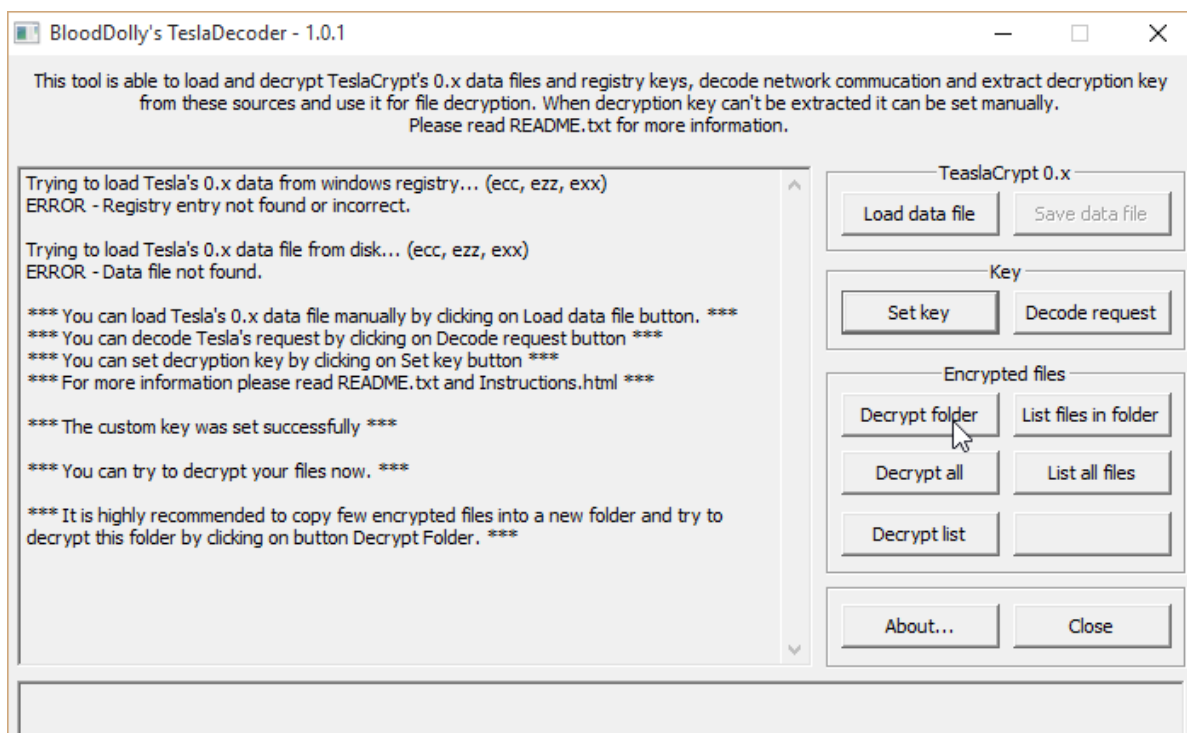 BloodDolly's TeslaDecoder - 1.0.1
This tool is able to load and decrypt TeslaCrypt's 0.x data files and registry keys, decode network commucation and extract decryption key
from these sources and use it for file decryption. When decryption key can't be extracted it can be set manually.
Please read README.txt for more information.
Trying to load Tesla's 0.x data from windows registry... (ecc, ezz, exx)
ERROR - Registry entry not found or incorrect.
Trying to load Tesla's 0.x data file from disk... (ecc, ezz, exx)
ERROR - Data file not found.
*** You can load Tesla's 0.x data file manually by clicking on Load data file button. ***
*** You can decode Tesla's request by clicking on Decode request button ***
*** You can set decryption key by clicking on Set key button ***
*** For more information please read README.txt and Instructions.html ***
*** The custom key was set successfully ***
*** You can try to decrypt your files now. ***
*** It is highly recommended to copy few encrypted files into a new folder and try to
decrypt this folder by clicking on button Decrypt Folder. ***
TeaslaCrypt 0.x
Load data file Save data file
Key
Set key Decode request
Encrypted files
Decrypt folder List files in folder
Decrypt all List all files
Decrypt list
About... Close